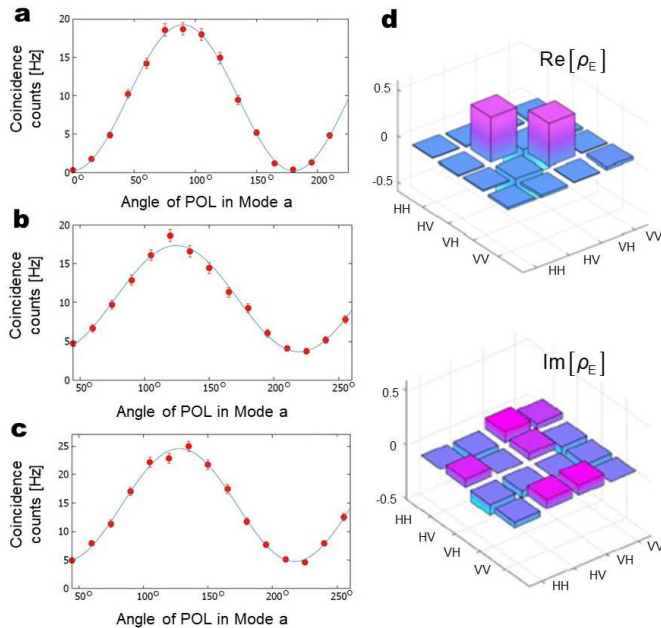 a
Coincidence
counts [Hz]
20
15
10
5
0
0° 50° 100° 150° 200°
Angle of POL in Mode a
b
Coincidence
counts [Hz]
20
15
10
5
0
50° 100° 150° 200° 250°
Angle of POL in Mode a
c
Coincidence
counts [Hz]
25
20
15
10
5
0
50° 100° 150° 200° 250°
Angle of POL in Mode a
d
Re[ρE]
0.5
0
-0.5
HH HV VH VV
HH HV VH VV
Im[ρE]
0.5
0
-0.5
HH HV VH VV
HH HV VH VV